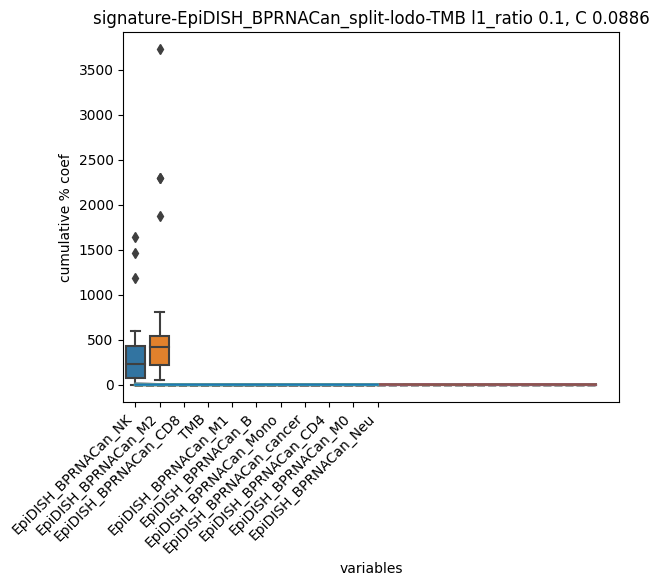 signature-EpiDISH_BPRNACan_split-lodo-TMB l1_ratio 0.1, C 0.0886
cumulative % coef
3500
3000
2500
2000
1500
1000
500
0
EpiDISH_BPRNACan_NK
EpiDISH_BPRNACan_M2
EpiDISH_BPRNACan_CD8
TMB
EpiDISH_BPRNACan_M1
EpiDISH_BPRNACan_B
EpiDISH_BPRNACan_Mono
EpiDISH_BPRNACan_cancer
EpiDISH_BPRNACan_CD4
EpiDISH_BPRNACan_M0
EpiDISH_BPRNACan_Neu
variables